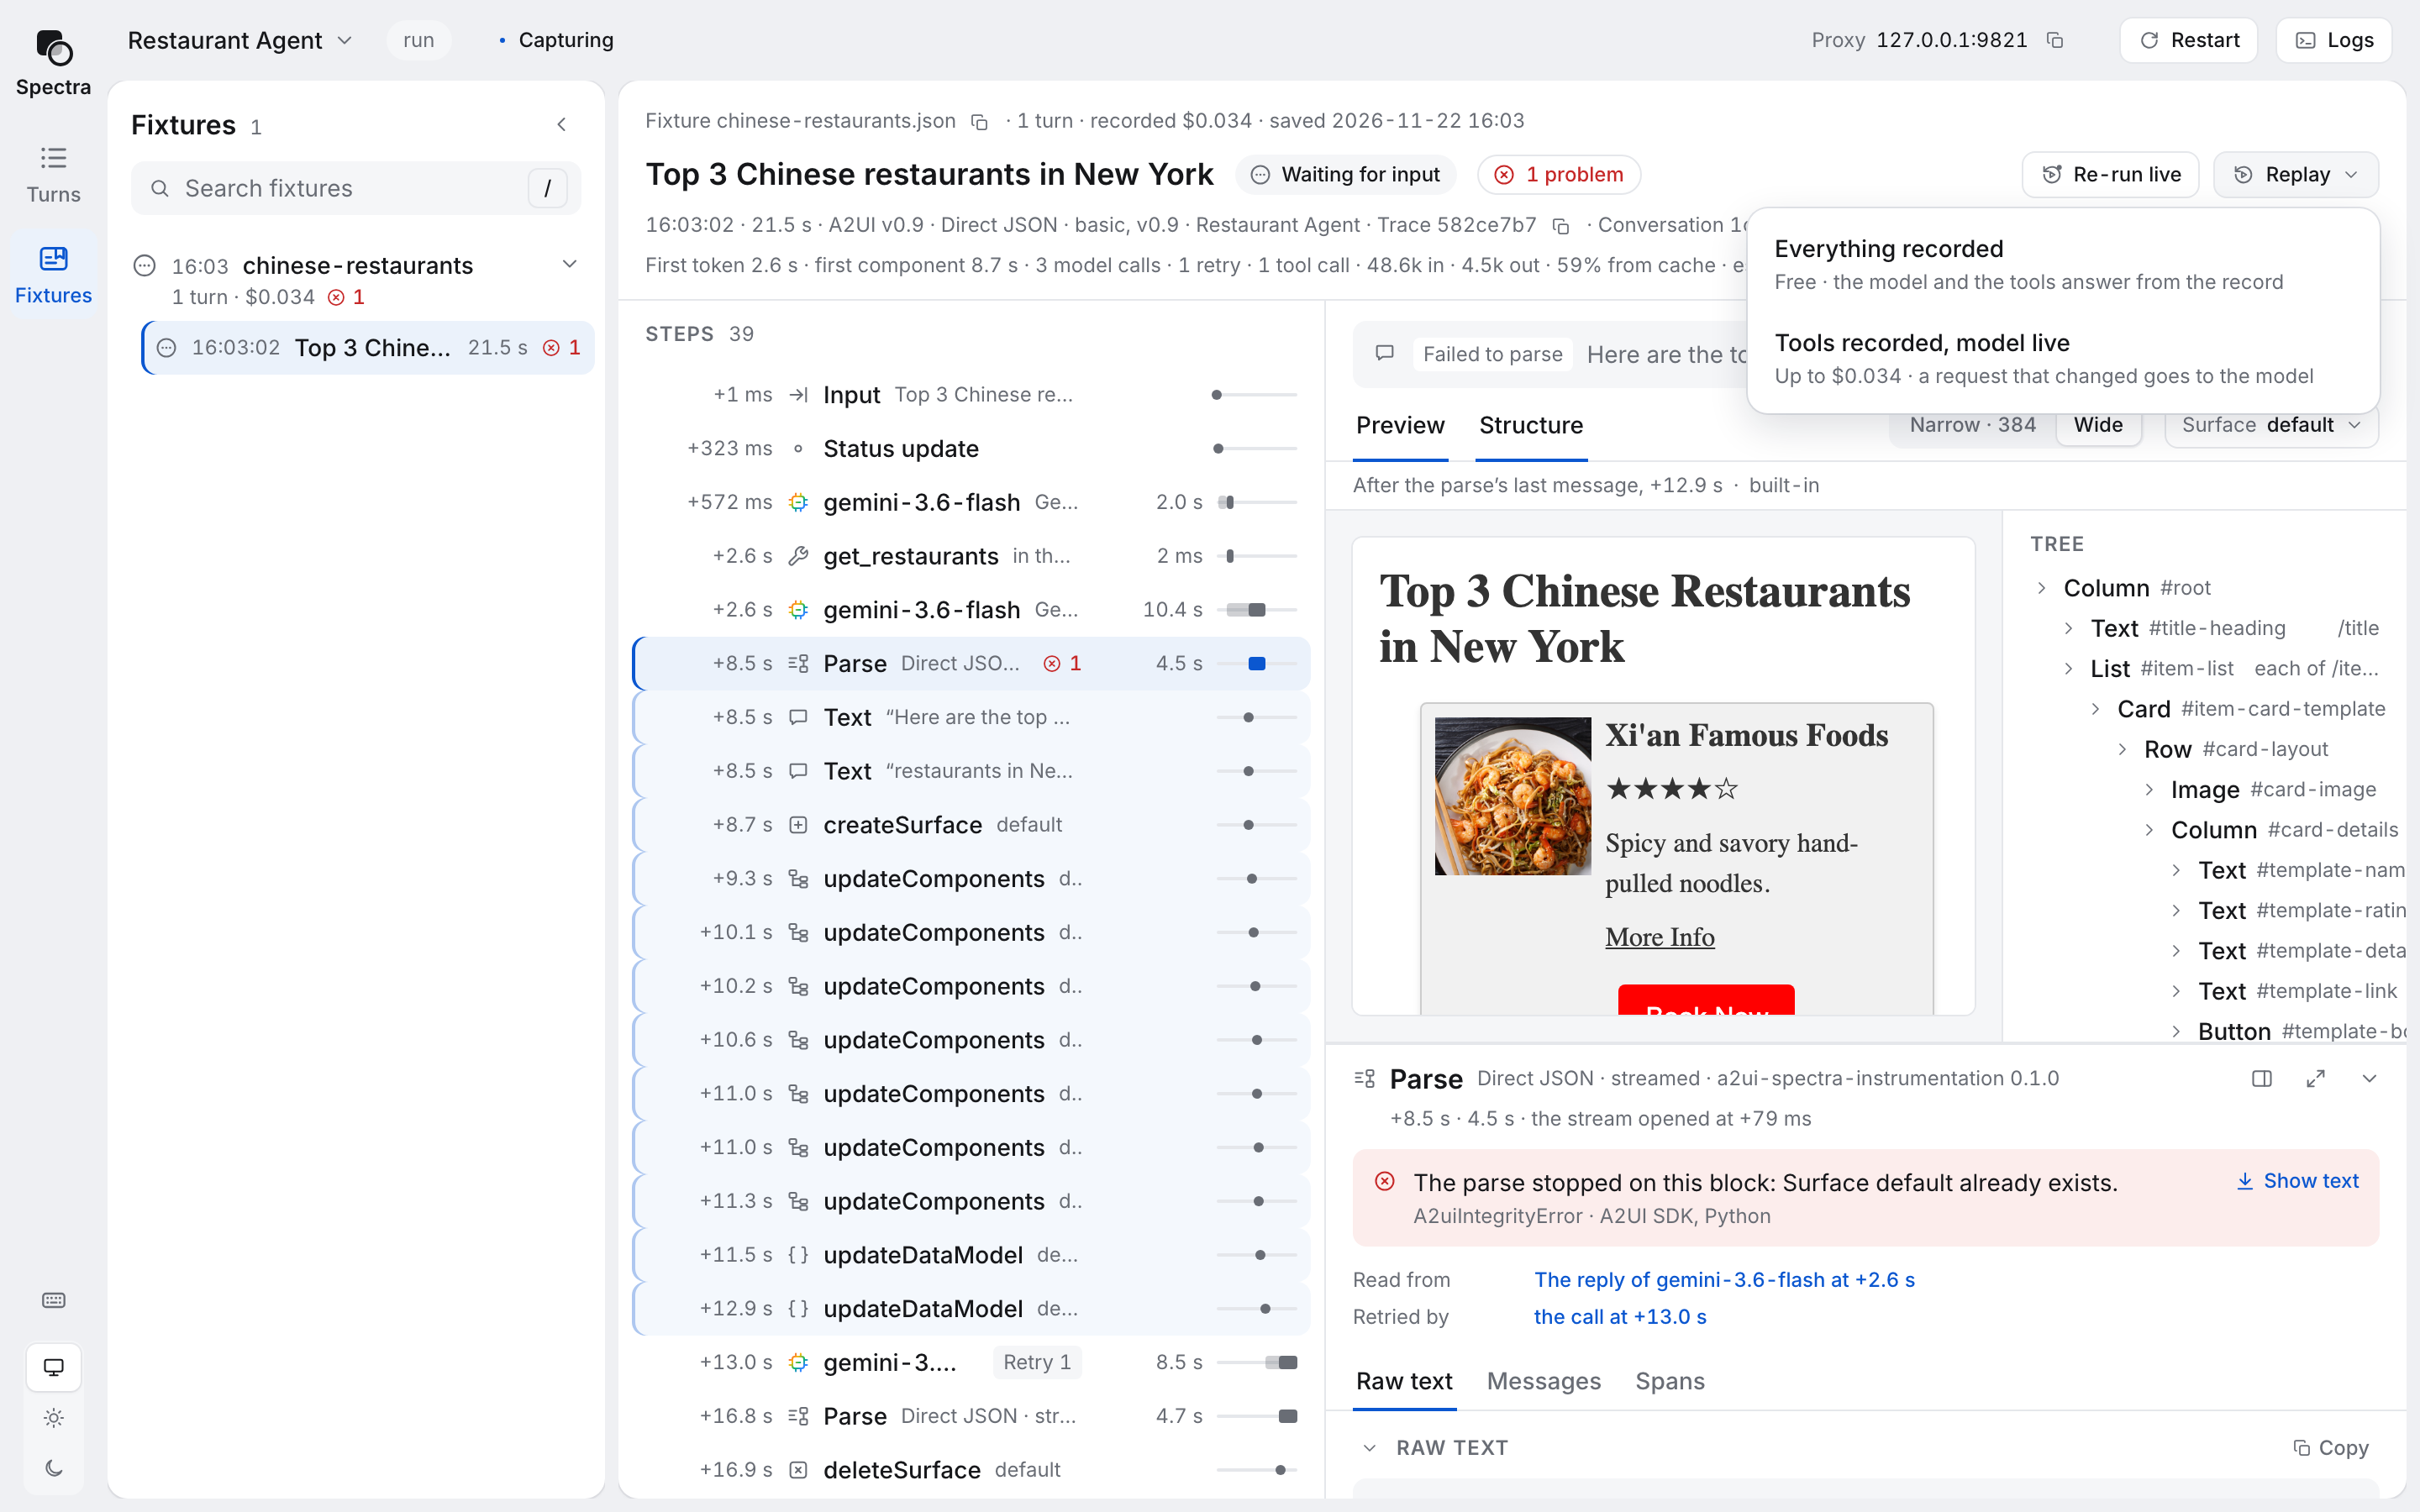 Spectra
Turns
Fixtures
Restaurant Agent
run
Capturing
Proxy 127.0.0.1:9821
Restart
Logs
Fixtures 1
Search fixtures /
16:03 chinese-restaurants
1 turn · $0.034 1
16:03:02 Top 3 Chine... 21.5 s 1
Fixture chinese-restaurants.json · 1 turn · recorded $0.034 · saved 2026-11-22 16:03
Top 3 Chinese restaurants in New York
Waiting for input
1 problem
Re-run live
Replay
16:03:02 · 21.5 s · A2UI v0.9 · Direct JSON · basic, v0.9 · Restaurant Agent · Trace 582ce7b7 · Conversation
First token 2.6 s · first component 8.7 s · 3 model calls · 1 retry · 1 tool call · 48.6k in · 4.5k out · 59% from cache ·
Everything recorded
Free · the model and the tools answer from the record
Tools recorded, model live
Up to $0.034 · a request that changed goes to the model
STEPS 39
+1 ms Input Top 3 Chinese re...
+323 ms Status update
+572 ms gemini-3.6-flash Ge... 2.0 s
+2.6 s get_restaurants in th... 2 ms
+2.6 s gemini-3.6-flash Ge... 10.4 s
+8.5 s Parse Direct JSO... 1 4.5 s
+8.5 s Text “Here are the top ...
+8.5 s Text “restaurants in Ne...
+8.7 s createSurface default
+9.3 s updateComponents d..
+10.1 s updateComponents d..
+10.2 s updateComponents d..
+10.6 s updateComponents d..
+11.0 s updateComponents d..
+11.0 s updateComponents d..
+11.3 s updateComponents d..
+11.5 s updateDataModel de...
+12.9 s updateDataModel de...
+13.0 s gemini-3.... Retry 1 8.5 s
+16.8 s Parse Direct JSON · str... 4.7 s
+16.9 s deleteSurface default
Failed to parse Here are the
Preview
Structure
Narrow · 384
Wide
Surface default
After the parse’s last message, +12.9 s · built-in
Top 3 Chinese Restaurants
in New York
Xi'an Famous Foods
★★★★☆
Spicy and savory hand-
pulled noodles.
More Info
Book Now
TREE
Column #root
Text #title-heading /title
List #item-list each of /ite...
Card #item-card-template
Row #card-layout
Image #card-image
Column #card-details
Text #template-nam
Text #template-ratin
Text #template-deta
Text #template-link
Button #template-bo
Parse Direct JSON · streamed · a2ui-spectra-instrumentation 0.1.0
+8.5 s · 4.5 s · the stream opened at +79 ms
The parse stopped on this block: Surface default already exists.
Show text
A2uiIntegrityError · A2UI SDK, Python
Read from The reply of gemini-3.6-flash at +2.6 s
Retried by the call at +13.0 s
Raw text
Messages
Spans
RAW TEXT
Copy